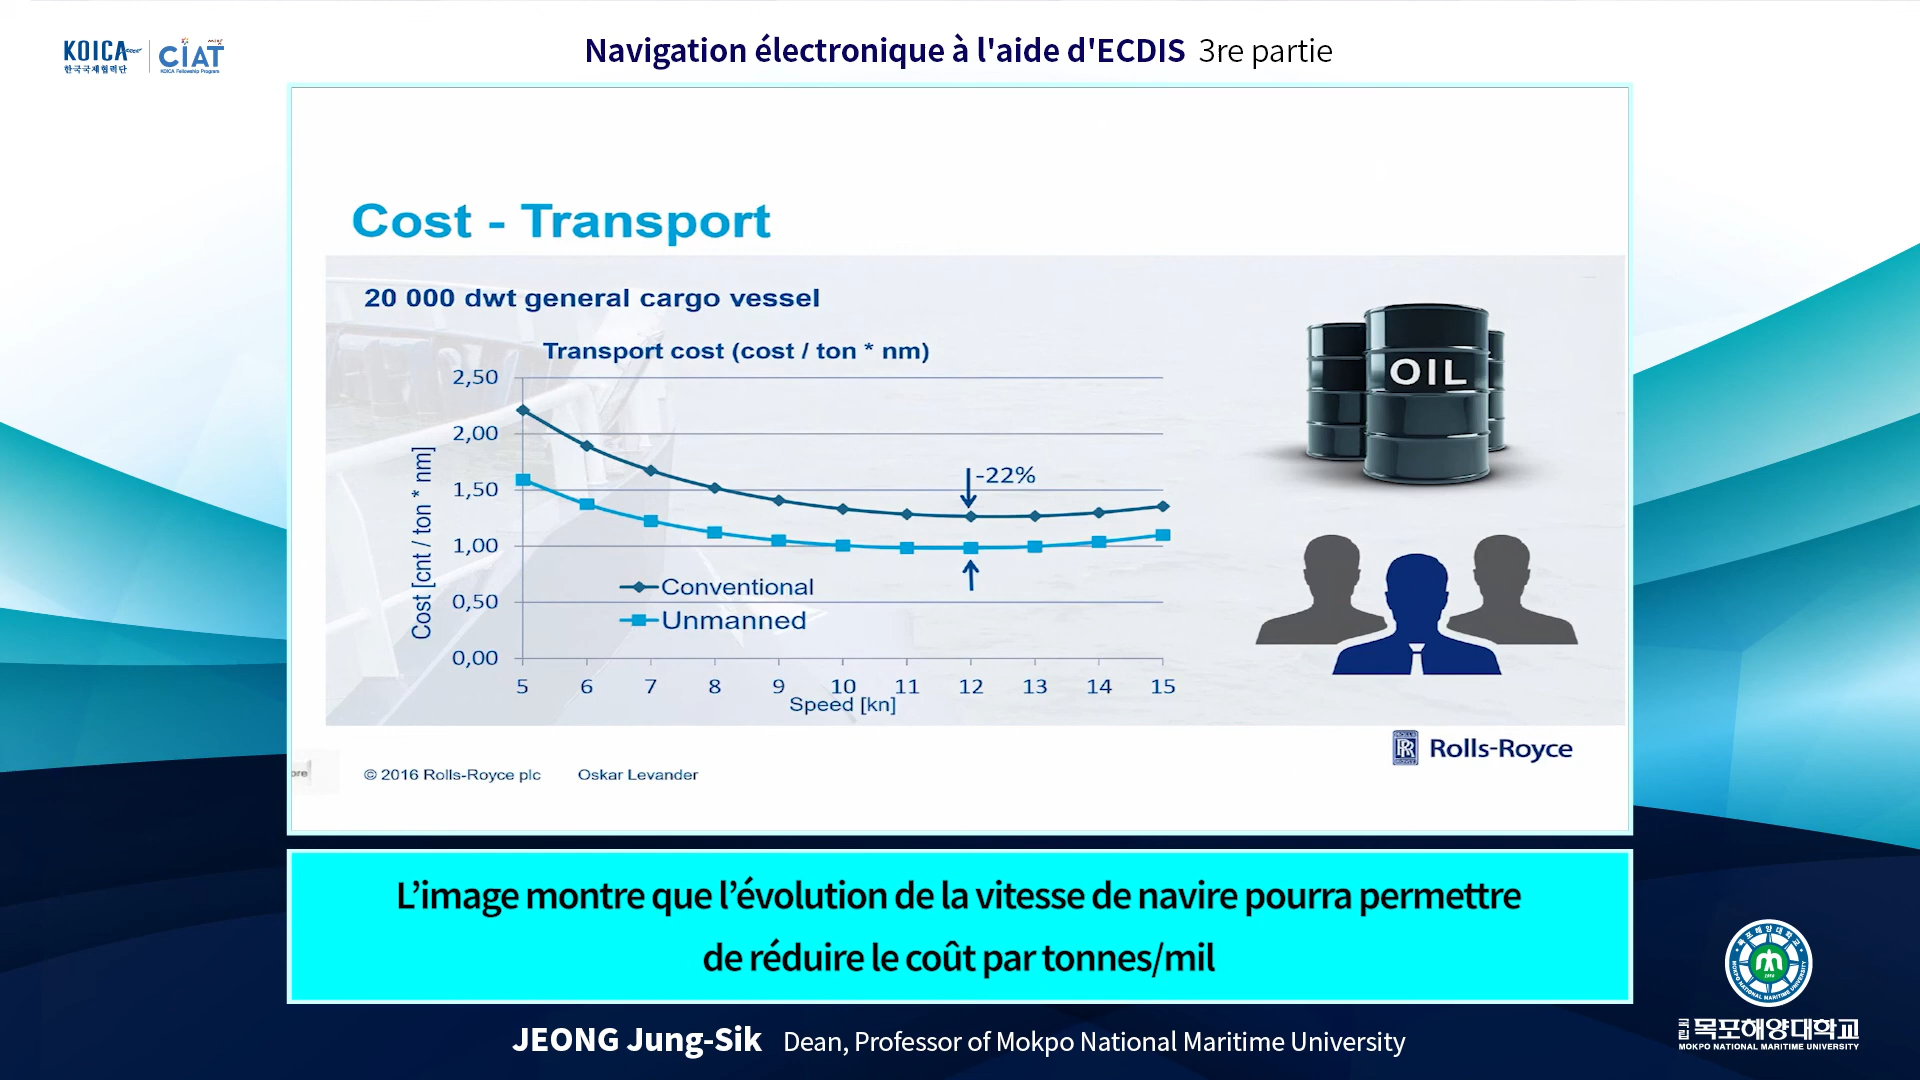 KOICA
한국국제협력단
CIAT
KOICA Fellowship Program
Navigation électronique à l'aide d'ECDIS 3re partie
Cost - Transport
20 000 dwt general cargo vessel
Transport cost (cost / ton * nm)
2,50
2,00
1,50
1,00
0,50
0,00
Cost [cnt / ton * nm]
-22%
Conventional
Unmanned
5 6 7 8 9 10 11 12 13 14 15
Speed [kn]
OIL
Rolls-Royce
© 2016 Rolls-Royce plc Oskar Levander
L’image montre que l’évolution de la vitesse de navire pourra permettre
de réduire le coût par tonnes/mil
JEONG Jung-Sik Dean, Professor of Mokpo National Maritime University
국립 목포해양대학교
MOKPO NATIONAL MARITIME UNIVERSITY